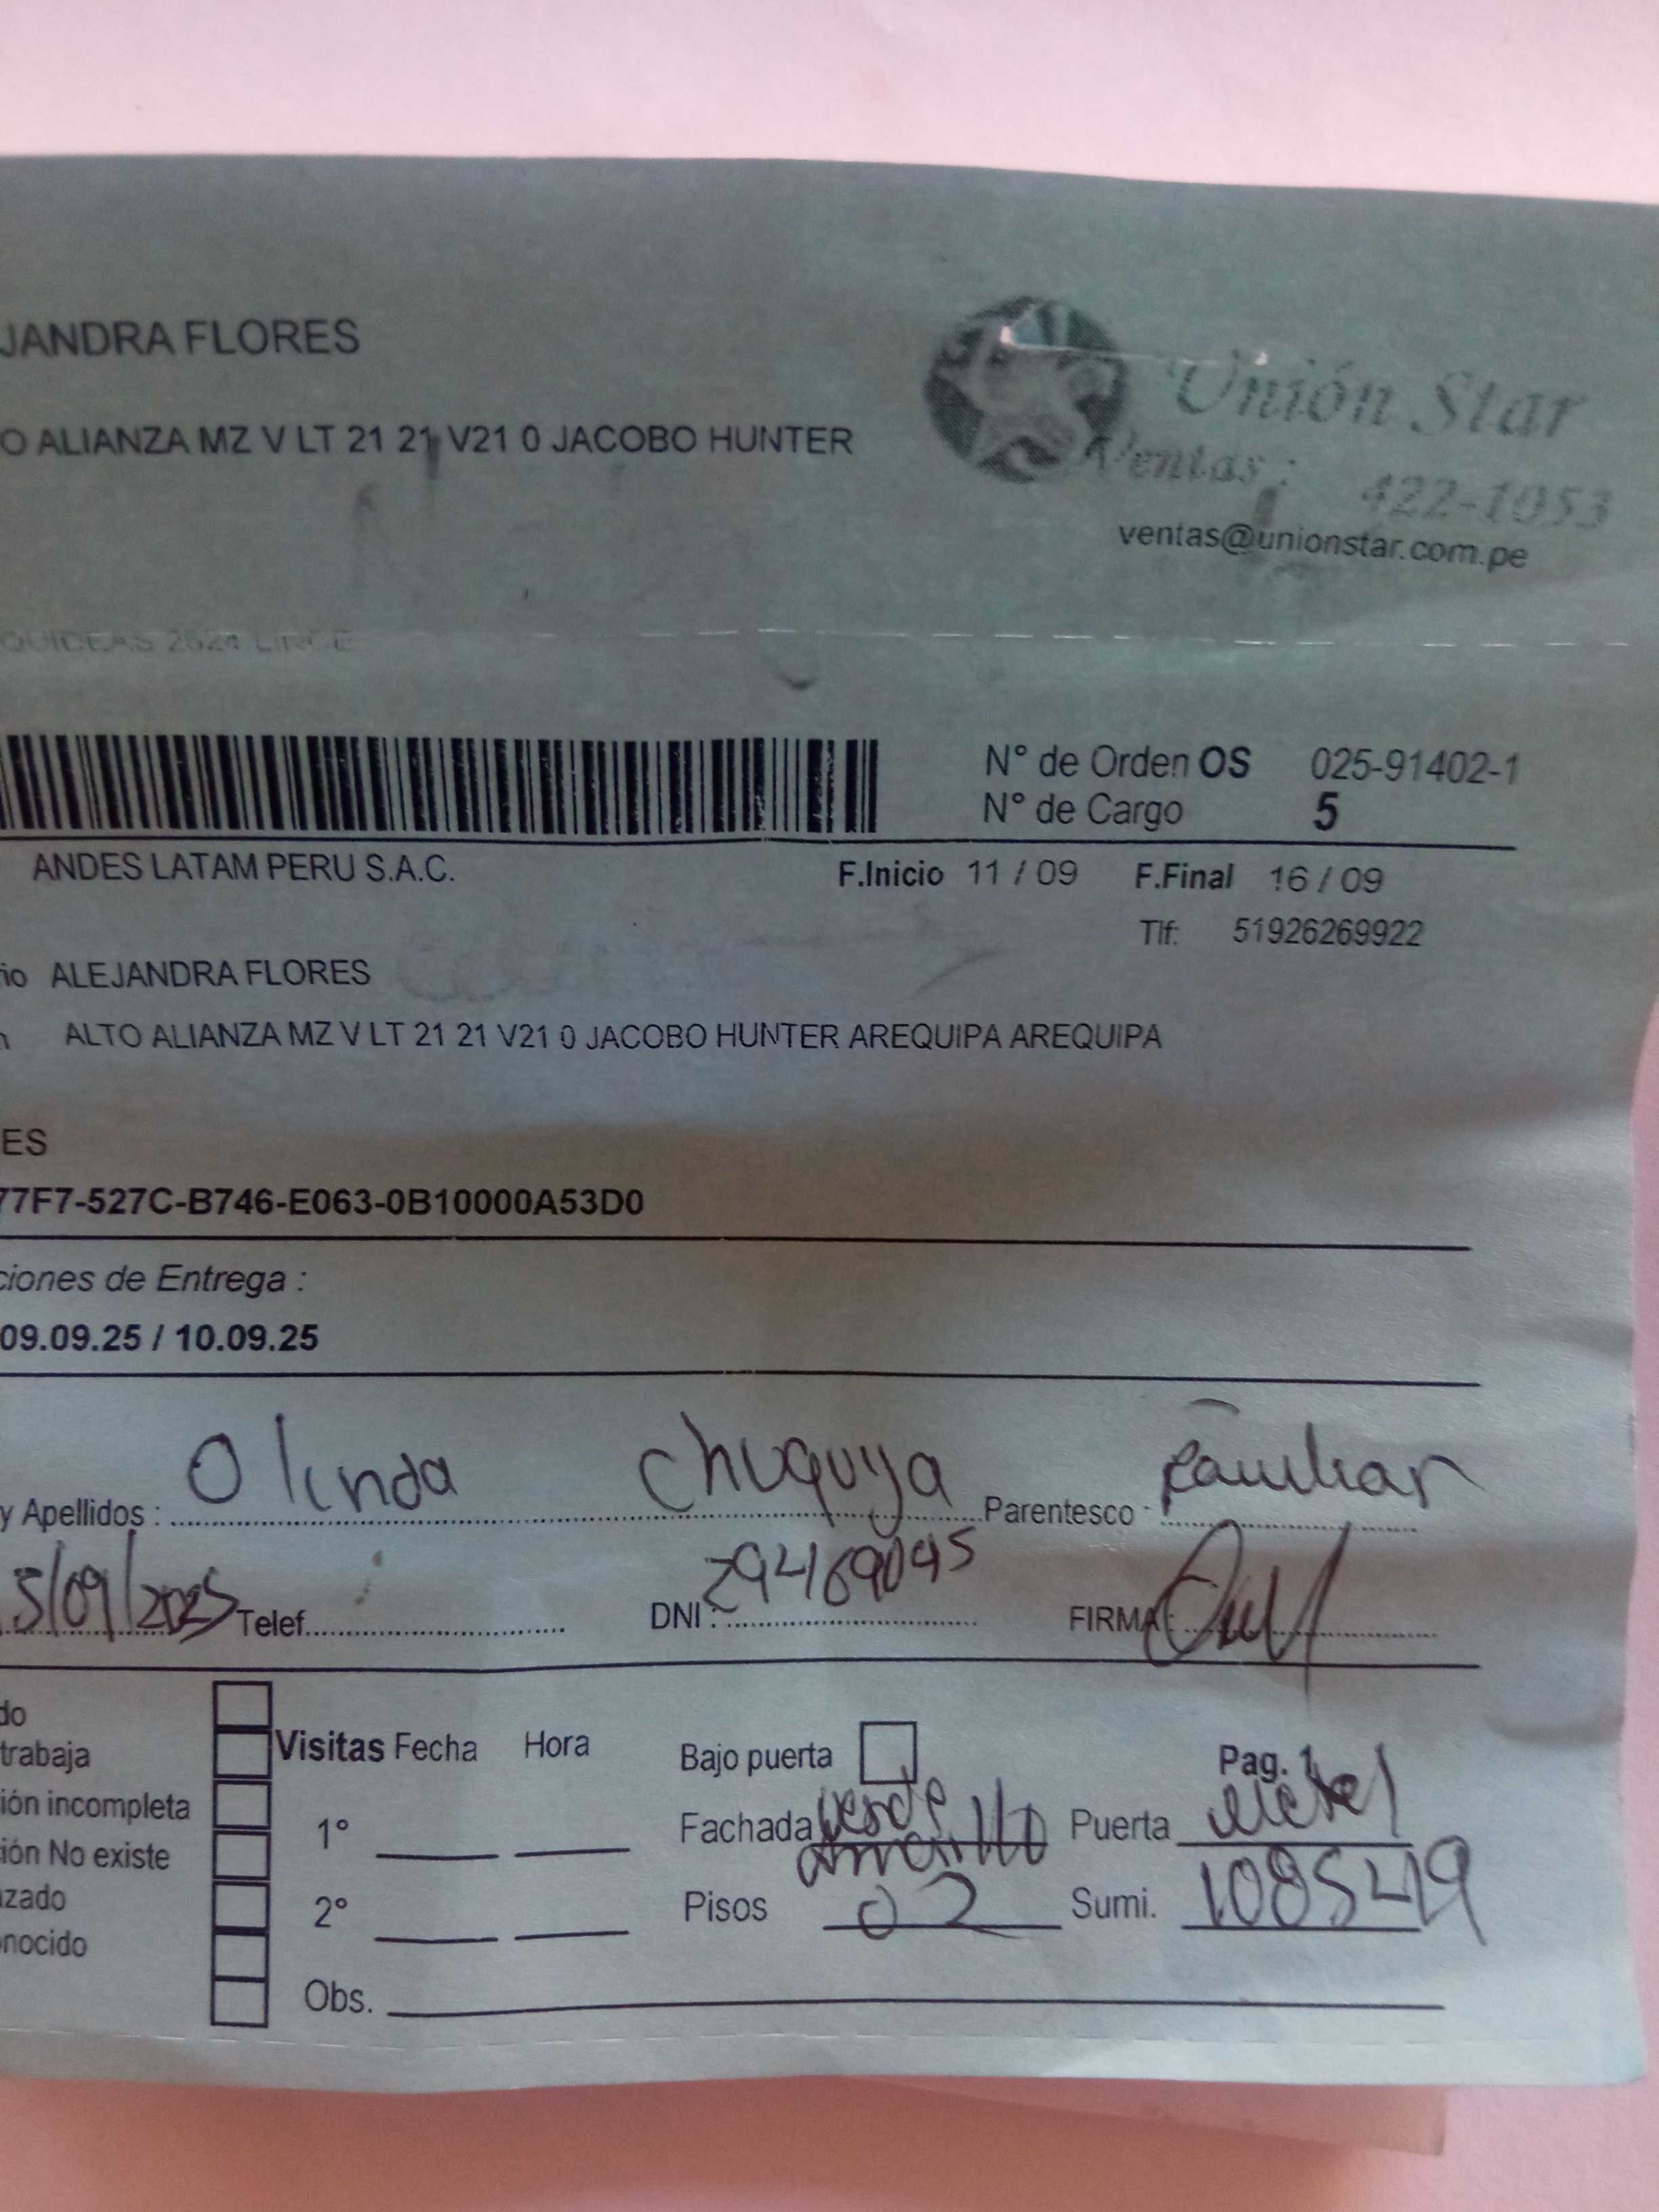 JANDRA FLORES
Unión Star
O ALIANZA MZ V LT 21 21 V21 0 JACOBO HUNTER
Ventas : 422-1053
ventas@unionstar.com.pe
QUIDEAS 2624 LINCE
N° de Orden OS 025-91402-1
N° de Cargo 5
ANDES LATAM PERU S.A.C. F.Inicio 11 / 09 F.Final 16 / 09
Tlf: 51926269922
io ALEJANDRA FLORES
n ALTO ALIANZA MZ V LT 21 21 V21 0 JACOBO HUNTER AREQUIPA AREQUIPA
ES
77F7-527C-B746-E063-0B10000A53D0
ciones de Entrega :
09.09.25 / 10.09.25
y Apellidos : Olinda Chuquya Parentesco : Familiar
5/09/2025 Telef. DNI : 29469095 FIRMA :
do
trabaja Visitas Fecha Hora Bajo puerta Pag. 1
ión incompleta 1° Fachada Verde Amarillo Puerta Metal
ión No existe
azado 2° Pisos 02 Sumi. 108549
nocido
Obs.